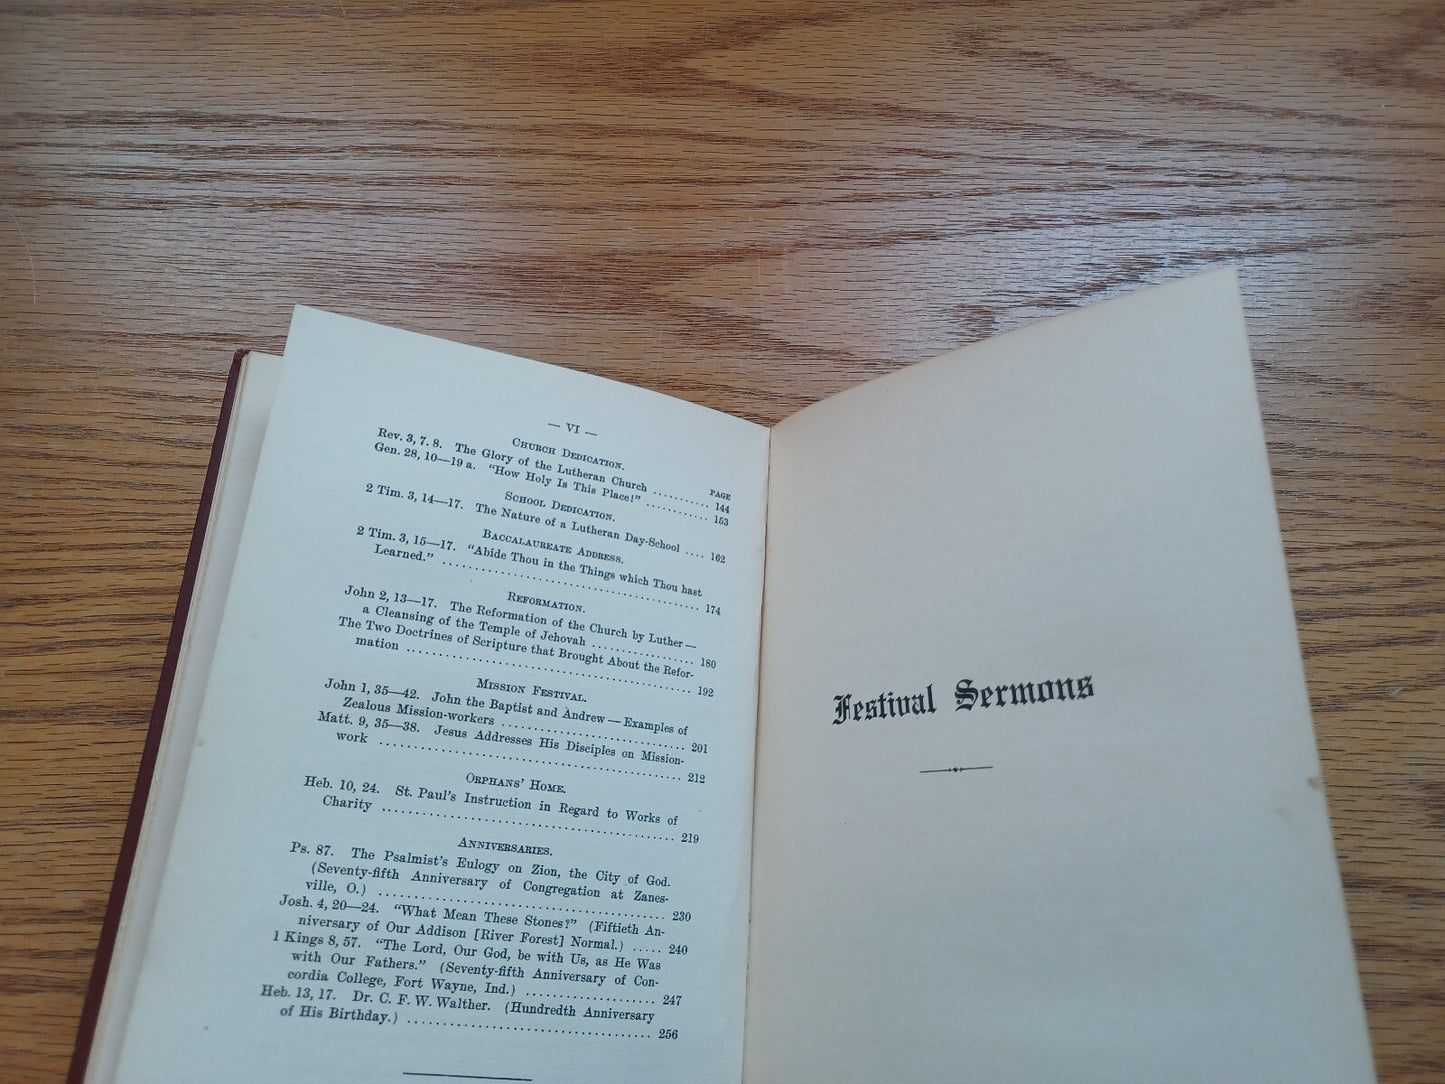 — VI —
CHURCH DEDICATION.
PAGE
Rev. 3, 7. 8. The Glory of the Lutheran Church .......... 144
Gen. 28, 10—19 a. "How Holy Is This Place!" ........... 153
SCHOOL DEDICATION.
2 Tim. 3, 14—17. The Nature of a Lutheran Day-School .... 162
BACCALAUREATE ADDRESS.
2 Tim. 3, 15—17. "Abide Thou in the Things which Thou hast
Learned." ........................................ 174
REFORMATION.
John 2, 13—17. The Reformation of the Church by Luther —
a Cleansing of the Temple of Jehovah ................. 180
The Two Doctrines of Scripture that Brought About the Refor-
mation ............................................ 192
MISSION FESTIVAL.
John 1, 35—42. John the Baptist and Andrew — Examples of
Zealous Mission-workers ............................. 201
Matt. 9, 35—38. Jesus Addresses His Disciples on Mission-
work ............................................... 212
ORPHANS' HOME.
Heb. 10, 24. St. Paul's Instruction in Regard to Works of
Charity ............................................ 219
ANNIVERSARIES.
Ps. 87. The Psalmist's Eulogy on Zion, the City of God.
(Seventy-fifth Anniversary of Congregation at Zanes-
ville, O.) ......................................... 230
Josh. 4, 20—24. "What Mean These Stones?" (Fiftieth An-
niversary of Our Addison [River Forest] Normal.) ..... 240
1 Kings 8, 57. "The Lord, Our God, be with Us, as He Was
with Our Fathers." (Seventy-fifth Anniversary of Con-
cordia College, Fort Wayne, Ind.) .................... 247
Heb. 13, 17. Dr. C. F. W. Walther. (Hundredth Anniversary
of His Birthday.) ................................... 256
Festival Sermons